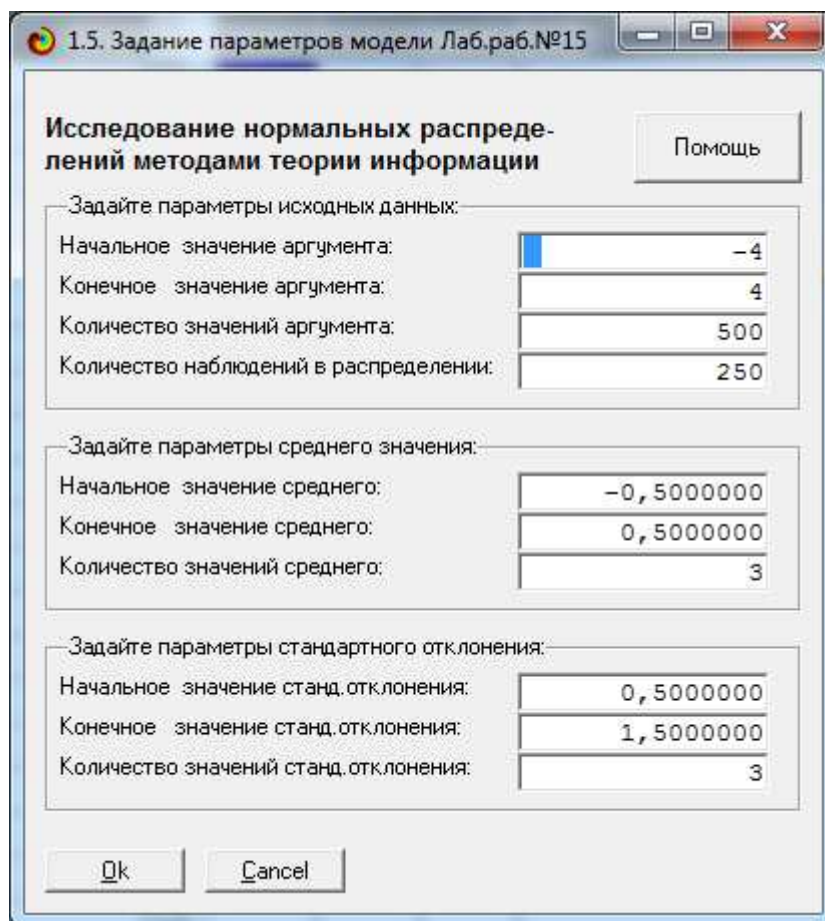 1.5. Задание параметров модели Лаб.раб.№15
Исследование нормальных распреде-
лений методами теории информации
Помощь
Задайте параметры исходных данных:
Начальное значение аргумента: -4
Конечное значение аргумента: 4
Количество значений аргумента: 500
Количество наблюдений в распределении: 250
Задайте параметры среднего значения:
Начальное значение среднего: -0,5000000
Конечное значение среднего: 0,5000000
Количество значений среднего: 3
Задайте параметры стандартного отклонения:
Начальное значение станд.отклонения: 0,5000000
Конечное значение станд.отклонения: 1,5000000
Количество значений станд.отклонения: 3
Ok Cancel